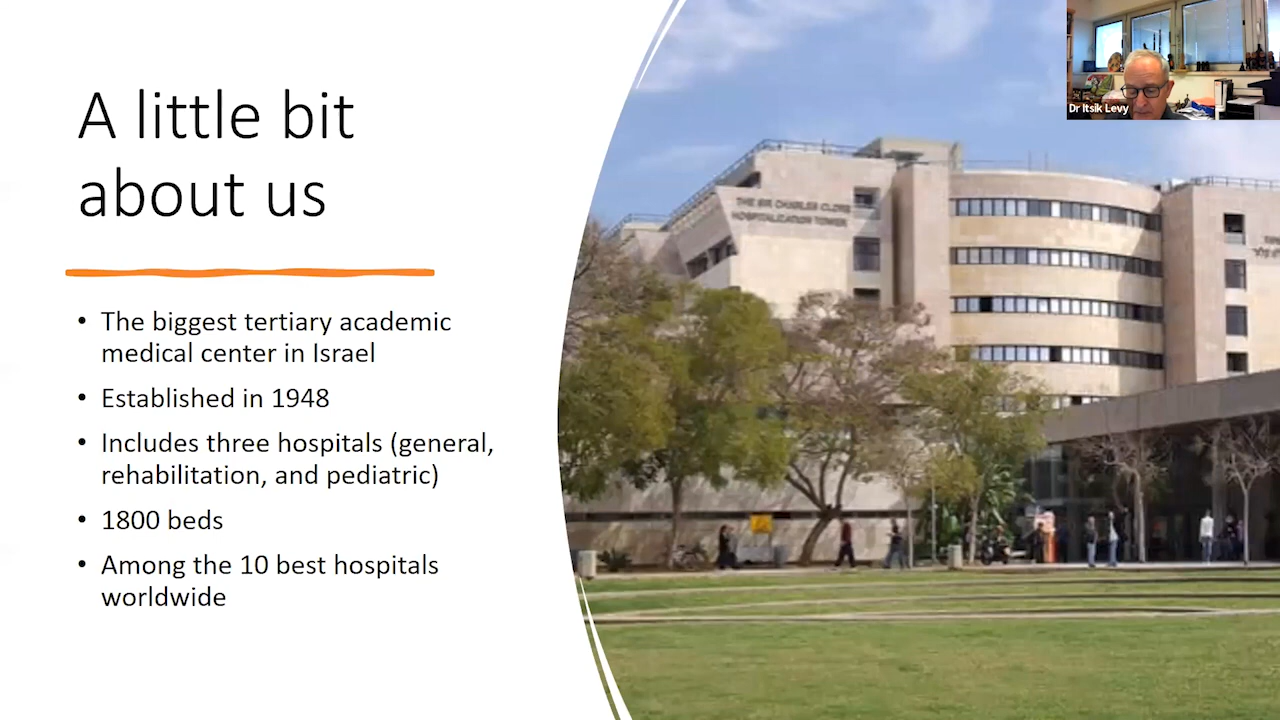 A little bit
about us
• The biggest tertiary academic
medical center in Israel
• Established in 1948
• Includes three hospitals (general,
rehabilitation, and pediatric)
• 1800 beds
• Among the 10 best hospitals
worldwide
Dr Itsik Levy
THE SIR CHARLES CLORE
HOSPITALIZATION TOWER